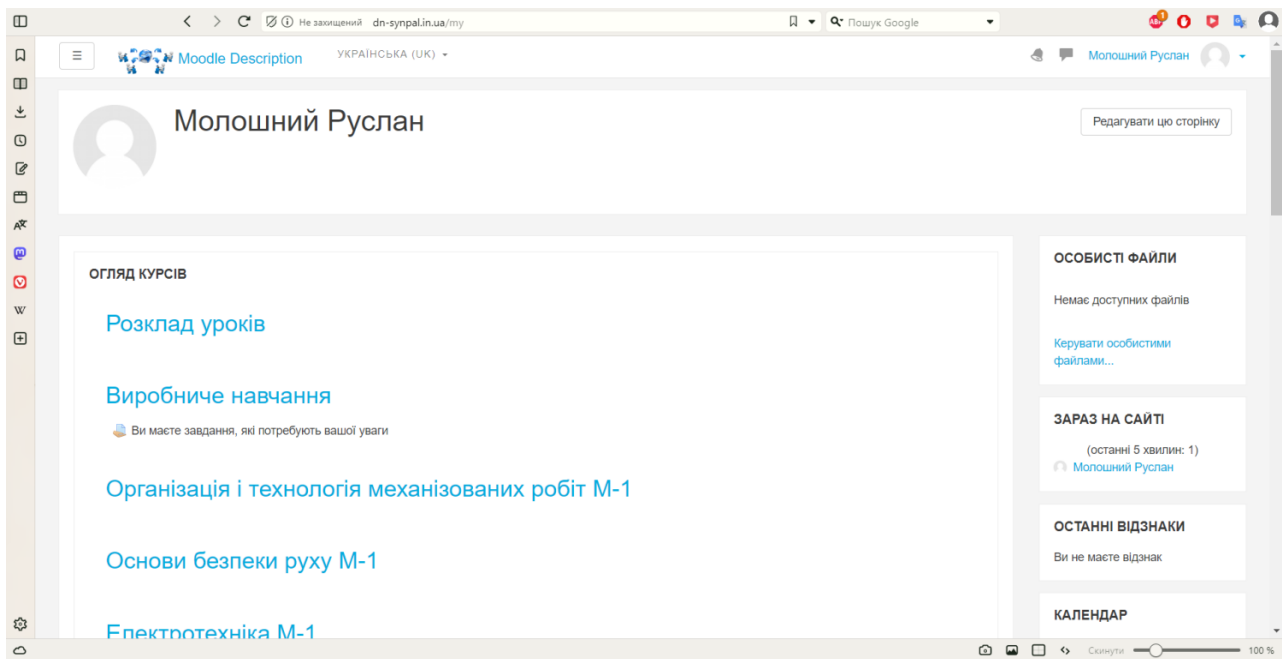 Не захищений dn-synpal.in.ua/my
Пошук Google
Moodle Description
УКРАЇНСЬКА (UK)
Молошний Руслан
Молошний Руслан
Редагувати цю сторінку
ОГЛЯД КУРСІВ
Розклад уроків
Виробниче навчання
Ви маєте завдання, які потребують вашої уваги
Організація і технологія механізованих робіт М-1
Основи безпеки руху М-1
Електротехніка М-1
ОСОБИСТІ ФАЙЛИ
Немає доступних файлів
Керувати особистими
файлами...
ЗАРАЗ НА САЙТІ
(останні 5 хвилин: 1)
Молошний Руслан
ОСТАННІ ВІДЗНАКИ
Ви не маєте відзнак
КАЛЕНДАР
Скинути
100 %